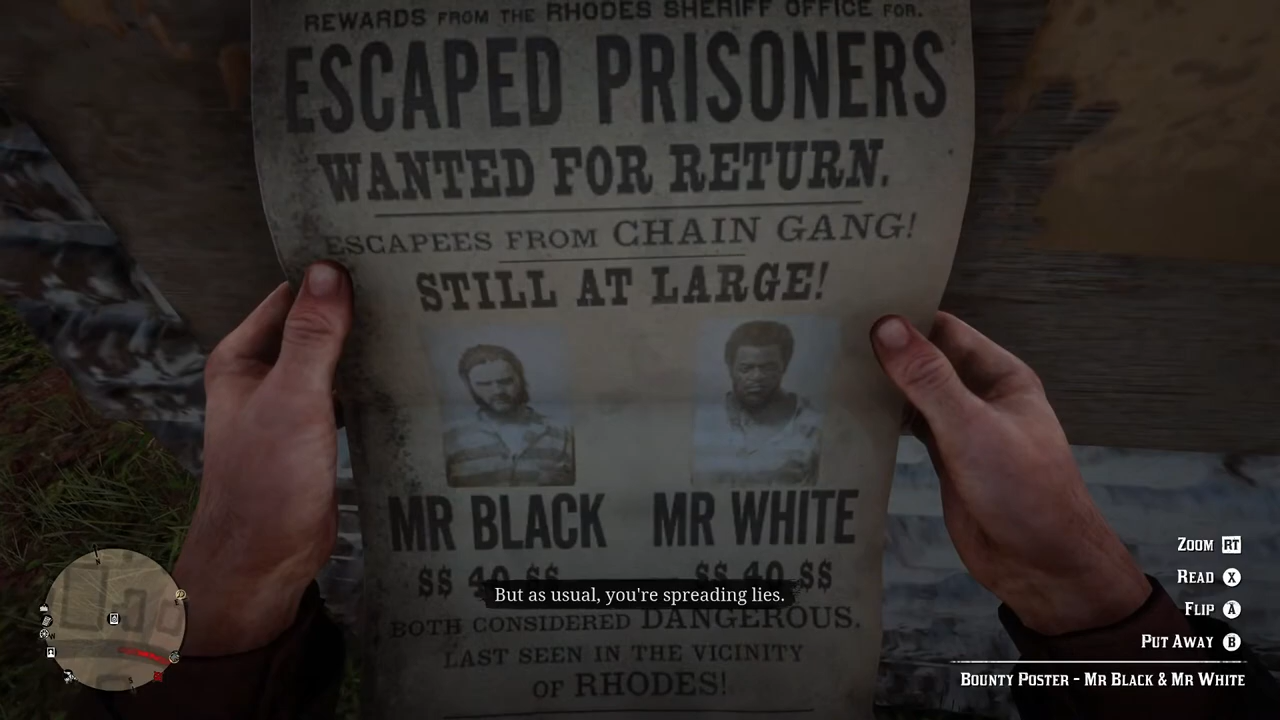 REWARDS FROM THE RHODES SHERIFF OFFICE FOR.
ESCAPED PRISONERS
WANTED FOR RETURN.
ESCAPEES FROM CHAIN GANG!
STILL AT LARGE!
MR BLACK MR WHITE
$$ 40 $$ $$ 40 $$
But as usual, you're spreading lies.
BOTH CONSIDERED DANGEROUS.
LAST SEEN IN THE VICINITY
OF RHODES!
ZOOM RT
READ X
FLIP A
PUT AWAY B
BOUNTY POSTER - MR BLACK & MR WHITE